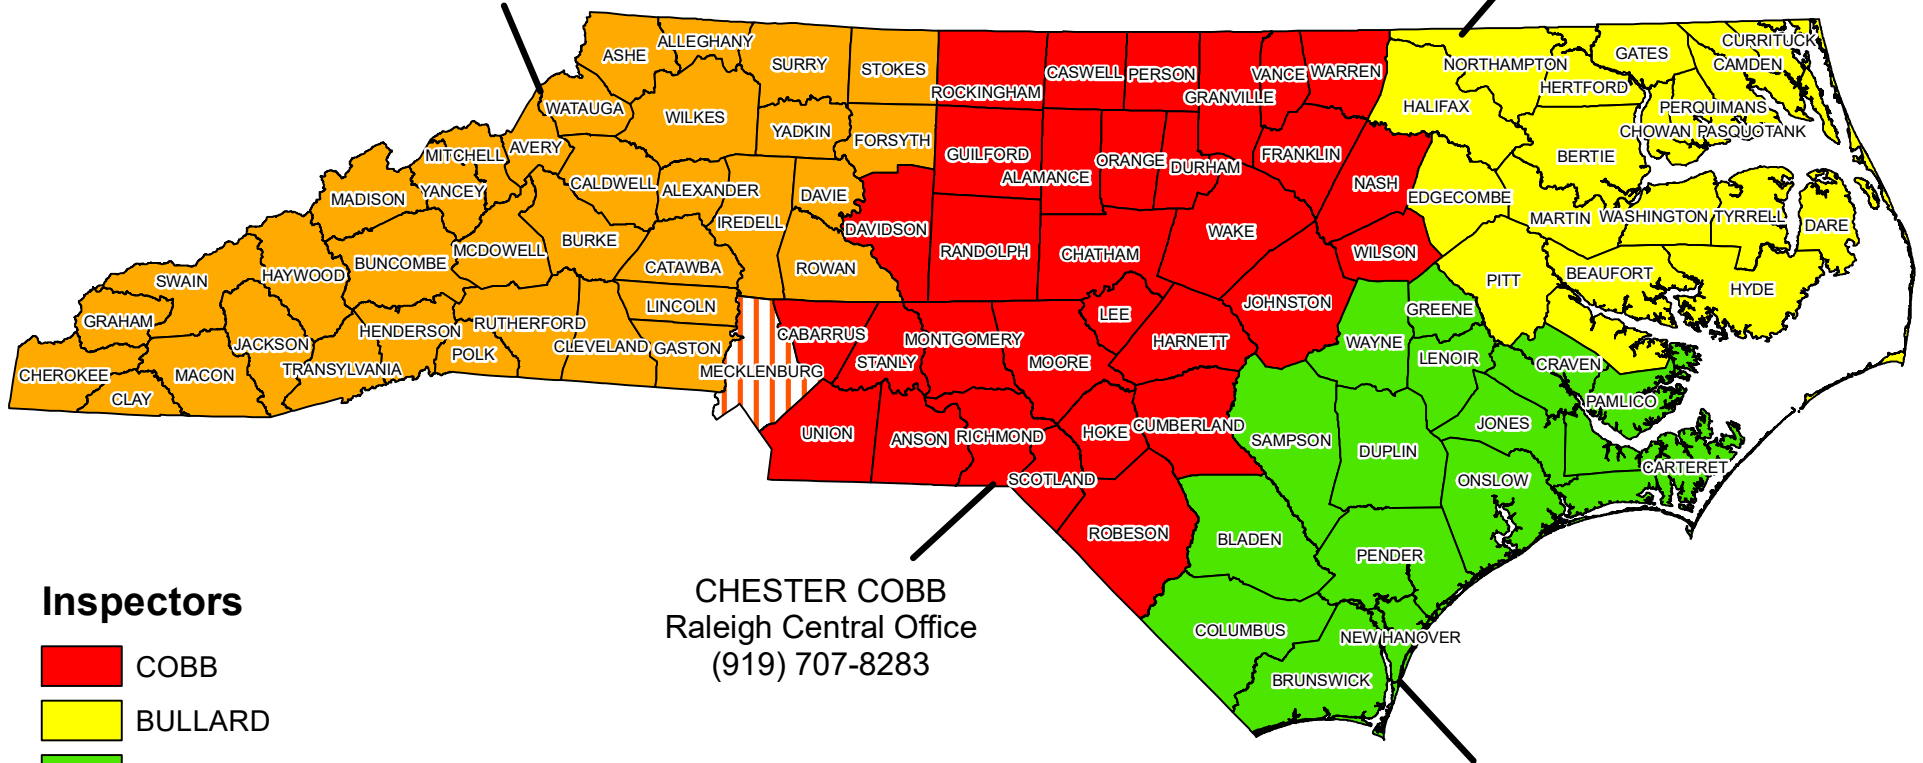 ASHE
ALLEGHANY
SURRY
STOKES
ROCKINGHAM
CASWELL
PERSON
GRANVILLE
VANCE
WARREN
NORTHAMPTON
GATES
CURRITUCK
CAMDEN
HERTFORD
HALIFAX
PERQUIMANS
CHOWAN
PASQUOTANK
WATAUGA
WILKES
YADKIN
FORSYTH
GUILFORD
ALAMANCE
ORANGE
DURHAM
FRANKLIN
NASH
BERTIE
EDGECOMBE
MARTIN
WASHINGTON
TYRRELL
DARE
MITCHELL
AVERY
YANCEY
MADISON
CALDWELL
ALEXANDER
IREDELL
DAVIE
DAVIDSON
RANDOLPH
CHATHAM
WAKE
WILSON
SWAIN
HAYWOOD
BUNCOMBE
MCDOWELL
BURKE
CATAWBA
ROWAN
JOHNSTON
PITT
BEAUFORT
HYDE
GRAHAM
JACKSON
HENDERSON
RUTHERFORD
LINCOLN
CABARRUS
STANLY
MONTGOMERY
LEE
MOORE
HARNETT
WAYNE
GREENE
LENOIR
CRAVEN
PAMLICO
CHEROKEE
CLAY
MACON
TRANSYLVANIA
POLK
CLEVELAND
GASTON
MECKLENBURG
UNION
ANSON
RICHMOND
SCOTLAND
HOKE
CUMBERLAND
SAMPSON
DUPLIN
JONES
ONSLOW
CARTERET
ROBESON
BLADEN
PENDER
COLUMBUS
NEW HANOVER
BRUNSWICK
CHESTER COBB
Raleigh Central Office
(919) 707-8283
Inspectors
COBB
BULLARD